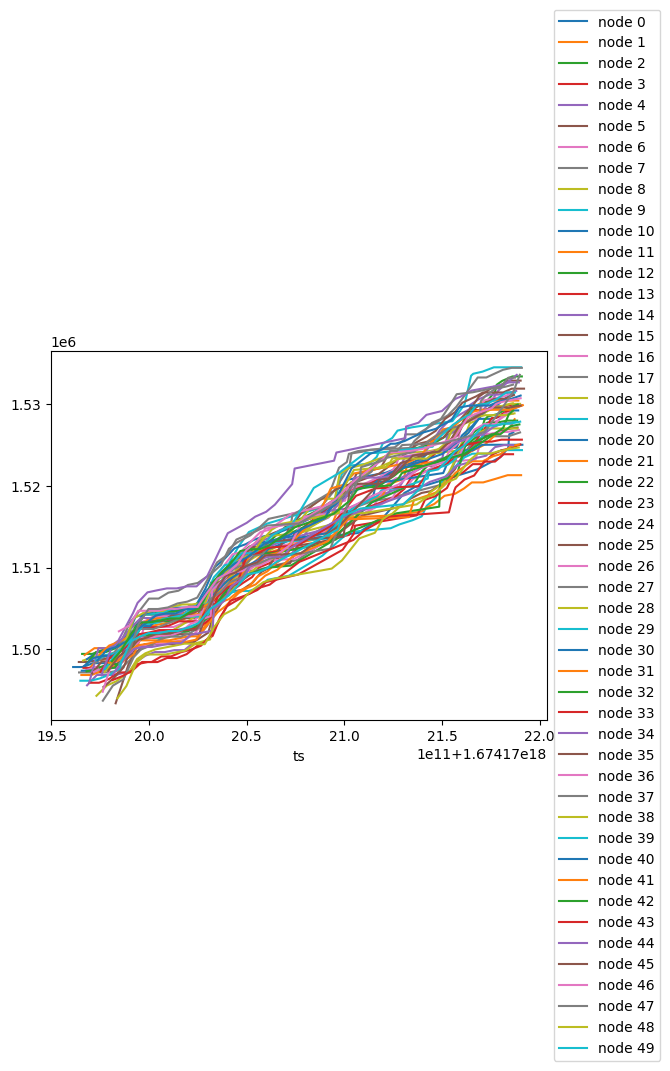 1e6
1.53
1.52
1.51
1.50
19.5 20.0 20.5 21.0 21.5 22.0
ts
1e11+1.67417e18
node 0
node 1
node 2
node 3
node 4
node 5
node 6
node 7
node 8
node 9
node 10
node 11
node 12
node 13
node 14
node 15
node 16
node 17
node 18
node 19
node 20
node 21
node 22
node 23
node 24
node 25
node 26
node 27
node 28
node 29
node 30
node 31
node 32
node 33
node 34
node 35
node 36
node 37
node 38
node 39
node 40
node 41
node 42
node 43
node 44
node 45
node 46
node 47
node 48
node 49